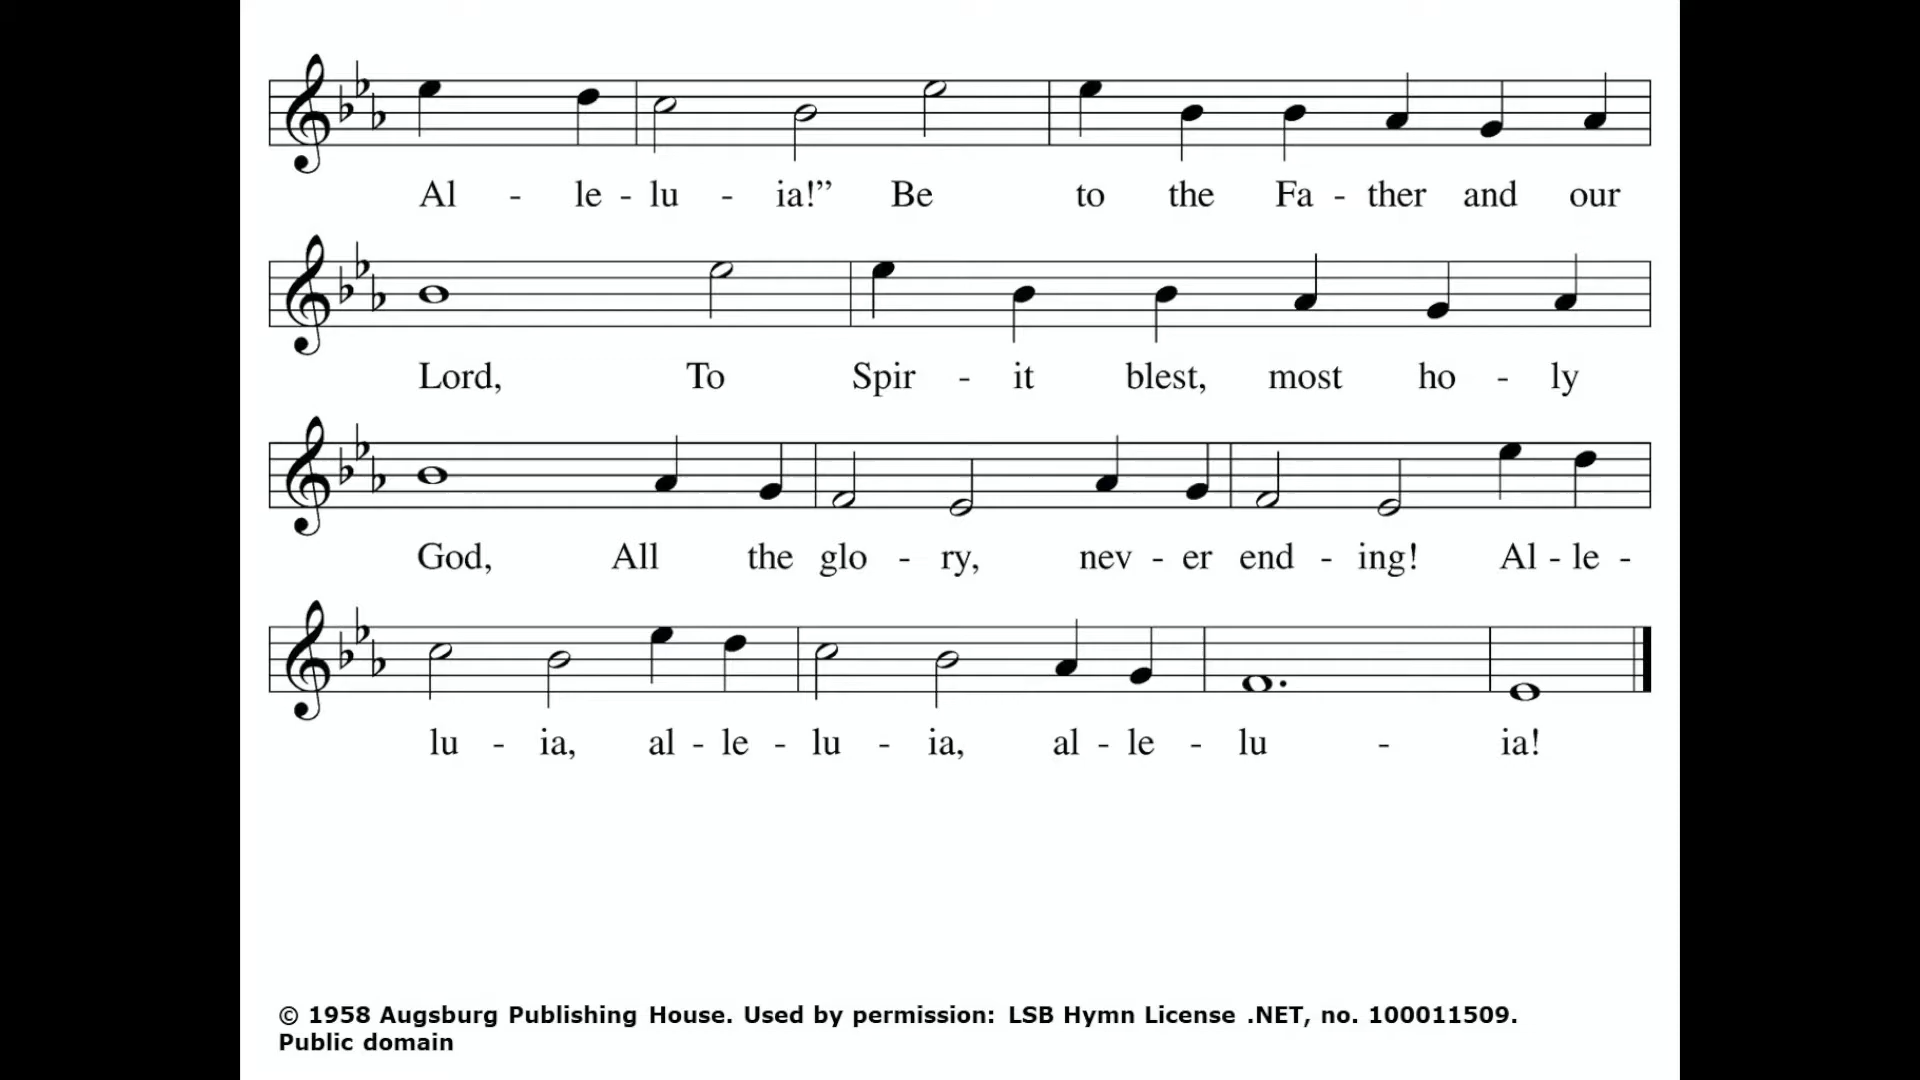 Al - le - lu - ia!” Be to the Fa - ther and our
Lord, To Spir - it blest, most ho - ly
God, All the glo - ry, nev - er end - ing! Al - le -
lu - ia, al - le - lu - ia, al - le - lu - ia!
© 1958 Augsburg Publishing House. Used by permission: LSB Hymn License .NET, no. 100011509.
Public domain